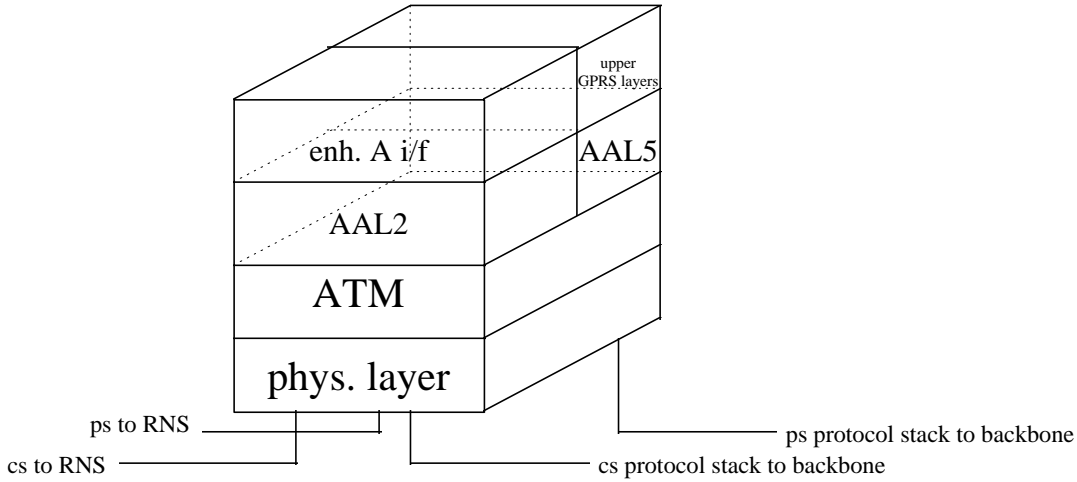 upper
GPRS layers
enh. A i/f
AAL5
AAL2
ATM
phys. layer
ps to RNS
ps protocol stack to backbone
cs to RNS
cs protocol stack to backbone